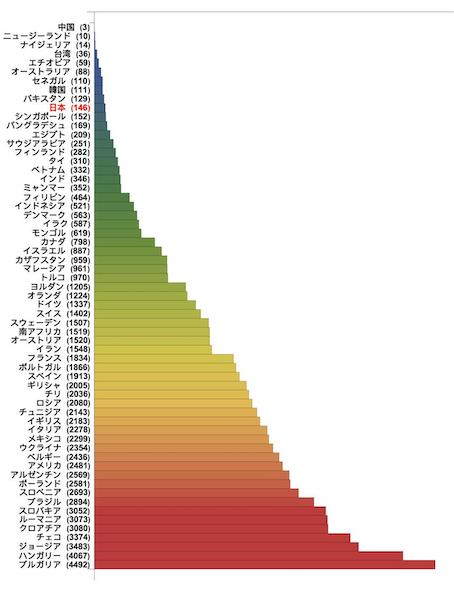 中国 (3)
ニュージーランド (10)
ナイジェリア (14)
台湾 (36)
エチオピア (59)
オーストラリア (88)
セネガル (110)
韓国 (111)
パキスタン (129)
日本 (146)
シンガポール (152)
バングラデシュ (169)
エジプト (209)
サウジアラビア (251)
フィンランド (282)
タイ (310)
ベトナム (332)
インド (346)
ミャンマー (352)
フィリピン (464)
インドネシア (521)
デンマーク (563)
イラク (587)
モンゴル (619)
カナダ (798)
イスラエル (887)
カザフスタン (959)
マレーシア (961)
トルコ (970)
ヨルダン (1205)
オランダ (1224)
ドイツ (1337)
スイス (1402)
スウェーデン (1507)
南アフリカ (1519)
オーストリア (1520)
イラン (1548)
フランス (1834)
ポルトガル (1866)
スペイン (1913)
ギリシャ (2005)
チリ (2036)
ロシア (2080)
チュニジア (2143)
イギリス (2183)
イタリア (2278)
メキシコ (2299)
ウクライナ (2354)
ベルギー (2436)
アメリカ (2481)
アルゼンチン (2569)
ポーランド (2581)
スロベニア (2693)
ブラジル (2894)
スロバキア (3052)
ルーマニア (3073)
クロアチア (3080)
チェコ (3374)
ジョージア (3483)
ハンガリー (4067)
ブルガリア (4492)